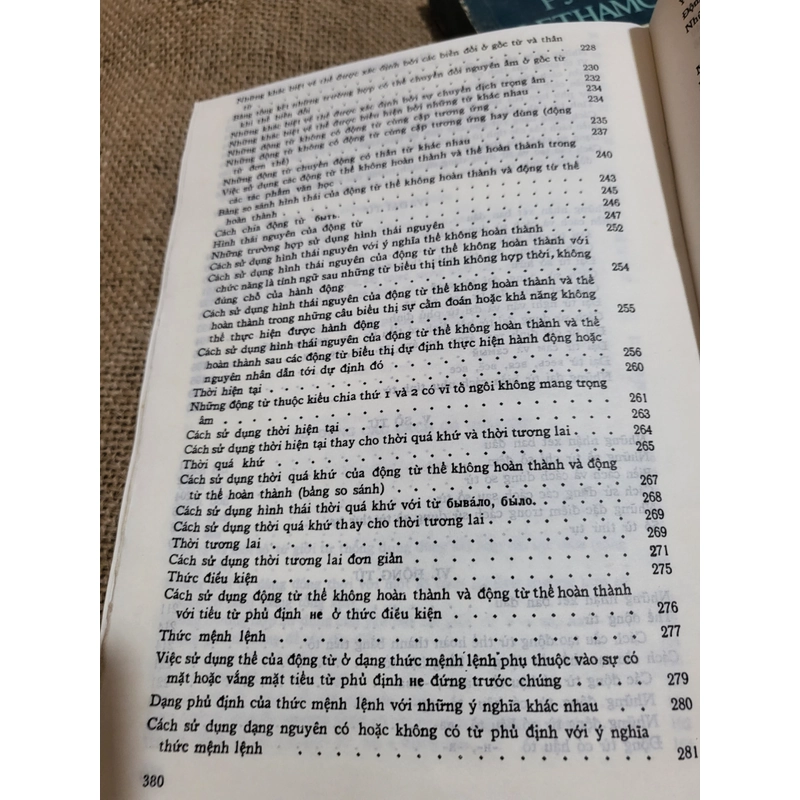 РУ
ЕТНАМС
Những khác biệt về thể được xác định bởi các biến đổi ở gốc từ và thân
từ . . . 228
Bảng tổng kết những trường hợp có thể chuyển đổi nguyên âm ở gốc từ
khi thể biến đổi . . . 230
Những khác biệt về thể được xác định bởi sự chuyển dịch trọng âm . 232
Những khác biệt về thể được biểu hiện bởi những từ khác nhau . 234
Những động từ không có động từ cùng cặp tương ứng . . . 234
Những động từ không có động từ cùng cặp tương ứng hay dùng (động
từ đơn thể) . . . 235
Những động từ chuyển động có thân từ khác nhau . . . 237
Việc sử dụng các động từ thể không hoàn thành và thể hoàn thành trong
các tác phẩm văn học . . . 240
Bảng so sánh hình thái của động từ thể không hoàn thành và động từ thể
hoàn thành . . . 243
Cách chia động từ быть. . . . 245
Hình thái nguyên của động từ . . . 246
Những trường hợp sử dụng hình thái nguyên . . . 247
Cách sử dụng hình thái nguyên với ý nghĩa thể không hoàn thành . 252
Cách sử dụng hình thái nguyên của động từ thể không hoàn thành với
chức năng là tính ngữ sau những từ biểu thị tính không hợp thời, không
đúng chỗ của hành động . . . 254
Cách sử dụng hình thái nguyên của động từ thể không hoàn thành và thể
hoàn thành trong những câu biểu thị sự cấm đoán hoặc khả năng không
thể thực hiện được hành động . . . 255
Cách sử dụng hình thái nguyên của động từ thể không hoàn thành và thể
hoàn thành sau các động từ biểu thị dự định thực hiện hành động hoặc
nguyên nhân dẫn tới dự định đó . . . 256
Thời hiện tại . . . 260
Những động từ thuộc kiểu chia thứ 1 và 2 có vĩ tố ngôi không mang trọng
âm . . . 261
Cách sử dụng thời hiện tại . . . 263
Cách sử dụng thời hiện tại thay cho thời quá khứ và thời tương lai . 264
Thời quá khứ . . . 265
Cách sử dụng thời quá khứ của động từ thể không hoàn thành và động
từ thể hoàn thành (bảng so sánh) . . . 267
Cách sử dụng hình thái thời quá khứ với từ бывáло, бы́ло. . . . 268
Cách sử dụng thời quá khứ thay cho thời tương lai . . . 269
Thời tương lai . . . 269
Cách sử dụng thời tương lai đơn giản . . . 271
Thức điều kiện . . . 275
Cách sử dụng động từ thể không hoàn thành và động từ thể hoàn thành
với tiểu từ phủ định не ở thức điều kiện . . . 276
Thức mệnh lệnh . . . 277
Việc sử dụng thể của động từ ở dạng thức mệnh lệnh phụ thuộc vào sự có
mặt hoặc vắng mặt tiểu từ phủ định не đứng trước chúng . . . 279
Dạng phủ định của thức mệnh lệnh với những ý nghĩa khác nhau . . 280
Cách sử dụng dạng nguyên có hoặc không có từ phủ định với ý nghĩa
thức mệnh lệnh . . . 281
380